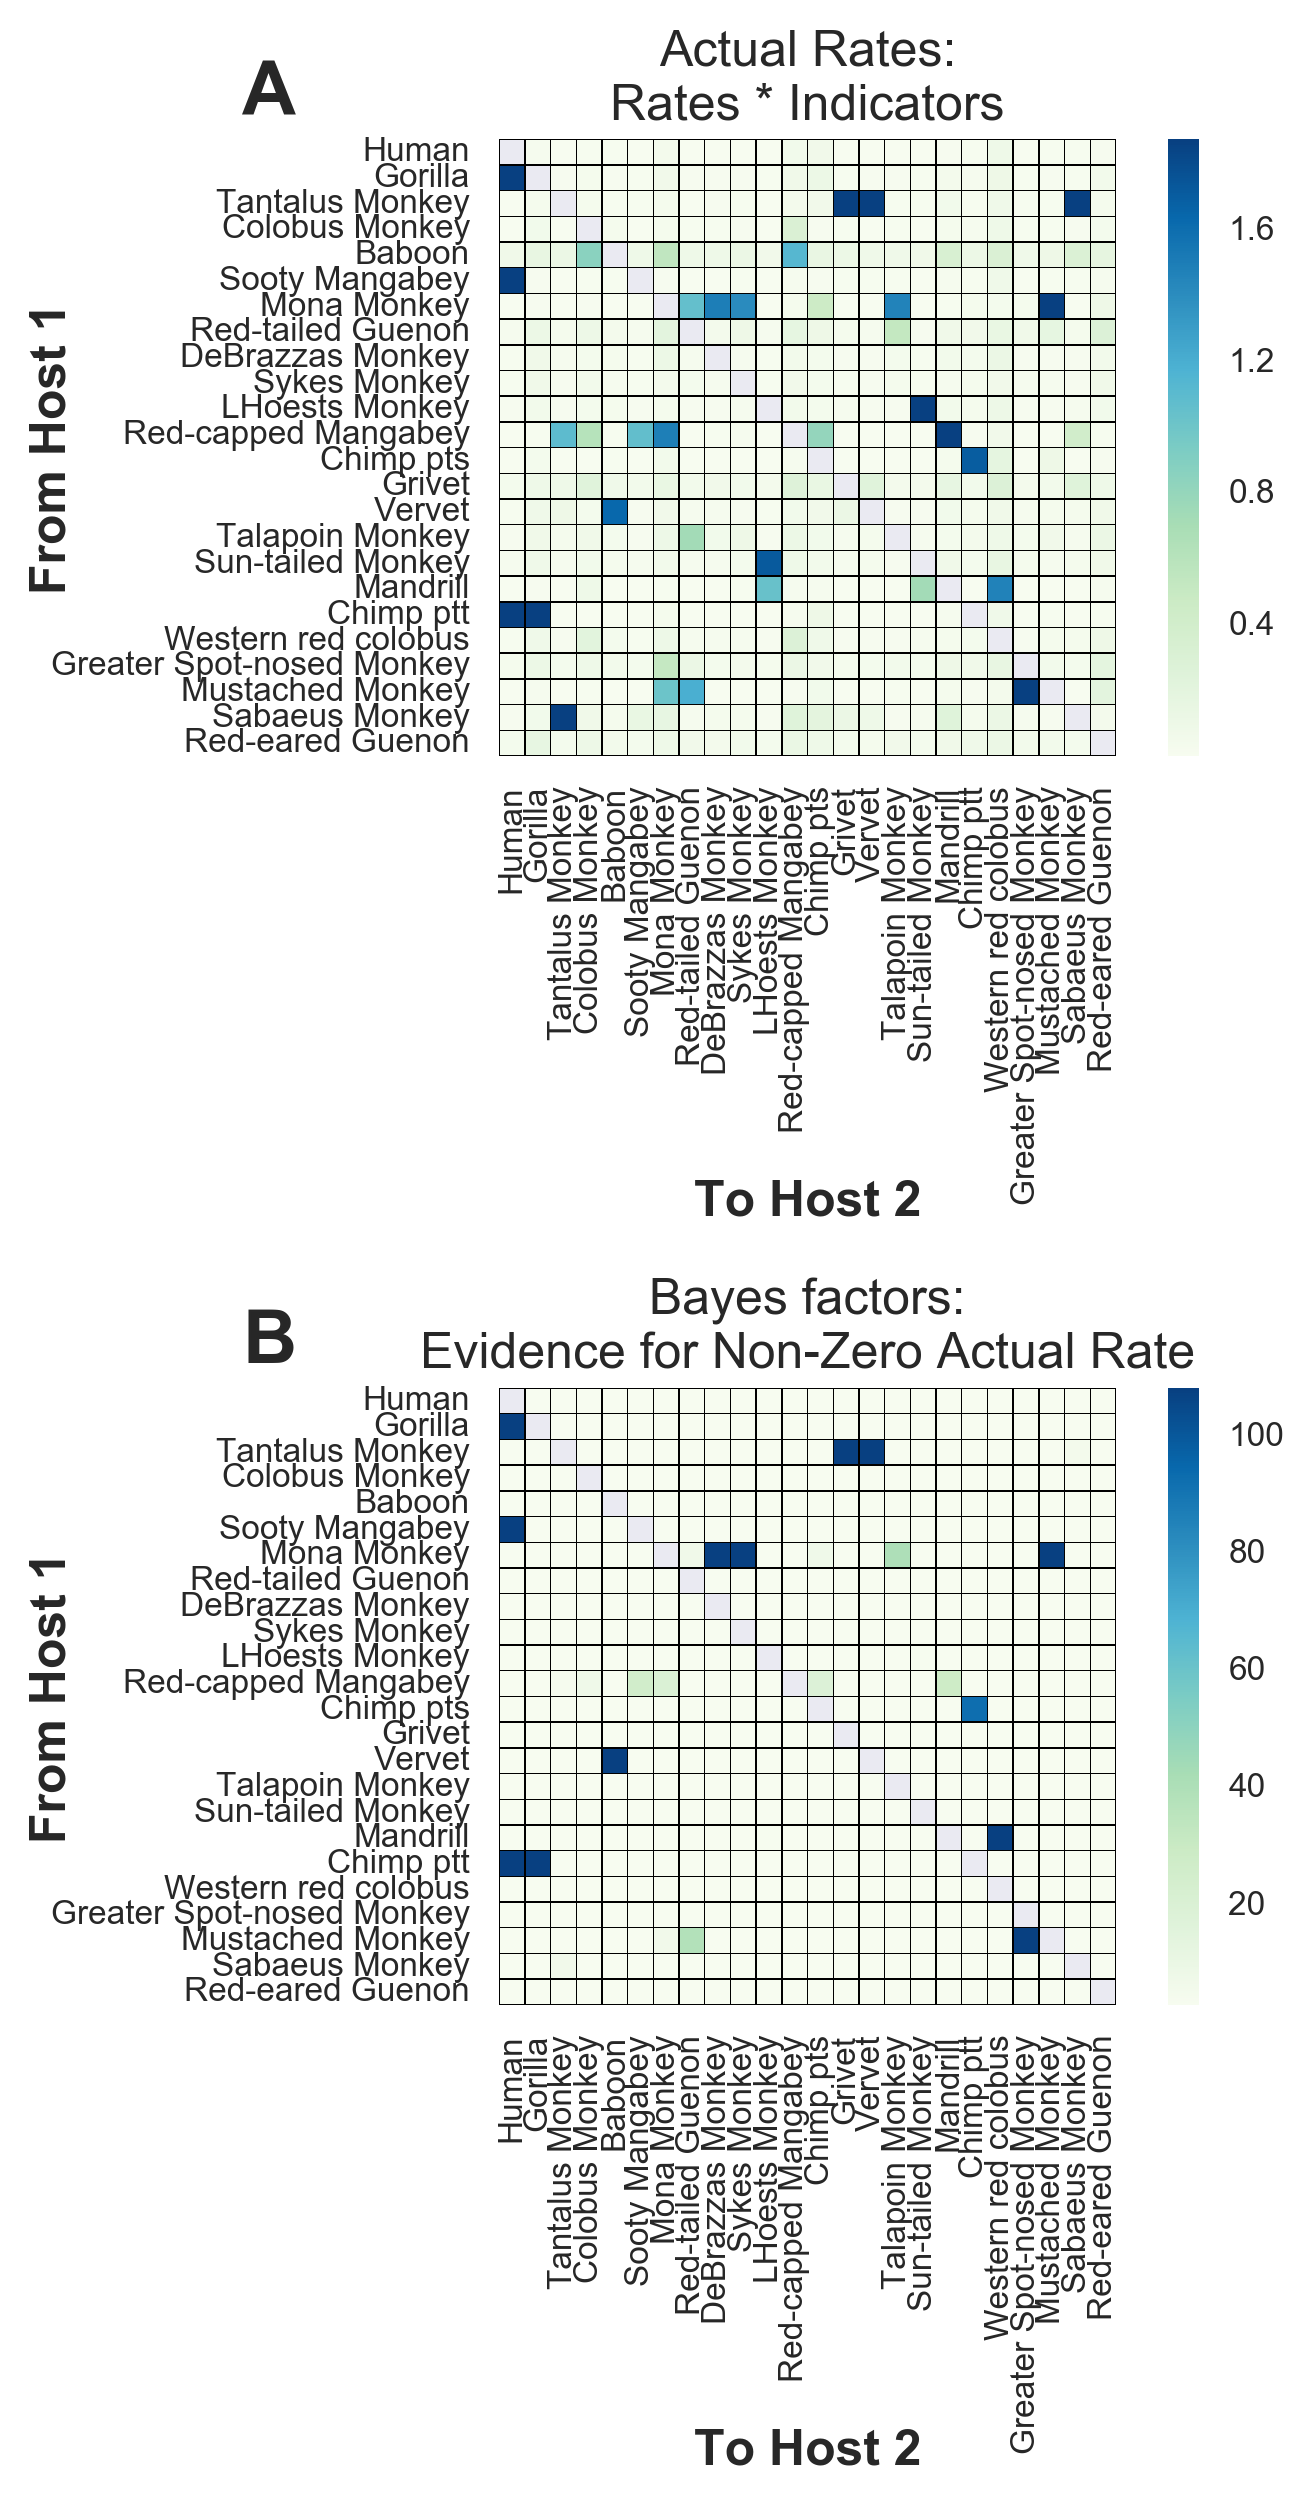 A
Actual Rates:
Rates * Indicators
From Host 1
Human
Gorilla
Tantalus Monkey
Colobus Monkey
Baboon
Sooty Mangabey
Mona Monkey
Red-tailed Guenon
DeBrazzas Monkey
Sykes Monkey
LHoests Monkey
Red-capped Mangabey
Chimp pts
Grivet
Vervet
Talapoin Monkey
Sun-tailed Monkey
Mandrill
Chimp ptt
Western red colobus
Greater Spot-nosed Monkey
Mustached Monkey
Sabaeus Monkey
Red-eared Guenon
1.6
1.2
0.8
0.4
Human
Gorilla
Tantalus Monkey
Colobus Monkey
Baboon
Sooty Mangabey
Mona Monkey
Red-tailed Guenon
DeBrazzas Monkey
Sykes Monkey
LHoests Monkey
Red-capped Mangabey
Chimp pts
Grivet
Vervet
Talapoin Monkey
Sun-tailed Monkey
Mandrill
Chimp ptt
Western red colobus
Greater Spot-nosed Monkey
Mustached Monkey
Sabaeus Monkey
Red-eared Guenon
To Host 2
B
Bayes factors:
Evidence for Non-Zero Actual Rate
From Host 1
Human
Gorilla
Tantalus Monkey
Colobus Monkey
Baboon
Sooty Mangabey
Mona Monkey
Red-tailed Guenon
DeBrazzas Monkey
Sykes Monkey
LHoests Monkey
Red-capped Mangabey
Chimp pts
Grivet
Vervet
Talapoin Monkey
Sun-tailed Monkey
Mandrill
Chimp ptt
Western red colobus
Greater Spot-nosed Monkey
Mustached Monkey
Sabaeus Monkey
Red-eared Guenon
100
80
60
40
20
Human
Gorilla
Tantalus Monkey
Colobus Monkey
Baboon
Sooty Mangabey
Mona Monkey
Red-tailed Guenon
DeBrazzas Monkey
Sykes Monkey
LHoests Monkey
Red-capped Mangabey
Chimp pts
Grivet
Vervet
Talapoin Monkey
Sun-tailed Monkey
Mandrill
Chimp ptt
Western red colobus
Greater Spot-nosed Monkey
Mustached Monkey
Sabaeus Monkey
Red-eared Guenon
To Host 2